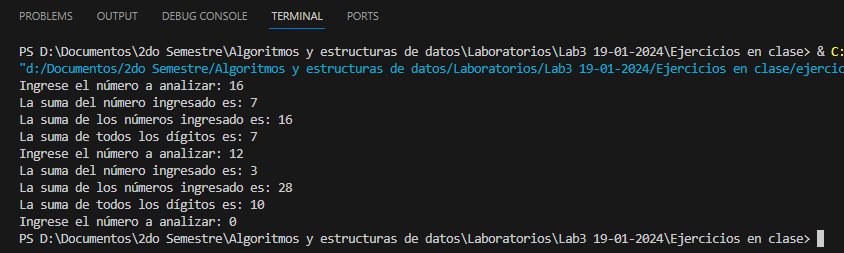 PROBLEMS OUTPUT DEBUG CONSOLE TERMINAL PORTS
PS D:\Documentos\2do Semestre\Algoritmos y estructuras de datos\Laboratorios\Lab3 19-01-2024\Ejercicios en clase> & C:
"d:/Documentos/2do Semestre/Algoritmos y estructuras de datos/Laboratorios/Lab3 19-01-2024/Ejercicios en clase/ejercic
Ingrese el número a analizar: 16
La suma del número ingresado es: 7
La suma de los números ingresado es: 16
La suma de todos los dígitos es: 7
Ingrese el número a analizar: 12
La suma del número ingresado es: 3
La suma de los números ingresado es: 28
La suma de todos los dígitos es: 10
Ingrese el número a analizar: 0
PS D:\Documentos\2do Semestre\Algoritmos y estructuras de datos\Laboratorios\Lab3 19-01-2024\Ejercicios en clase>